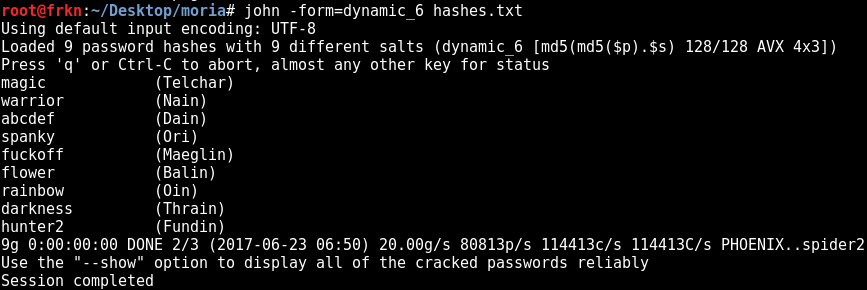 root@frkn:~/Desktop/moria# john -form=dynamic_6 hashes.txt
Using default input encoding: UTF-8
Loaded 9 password hashes with 9 different salts (dynamic_6 [md5(md5($p).$s) 128/128 AVX 4x3])
Press 'q' or Ctrl-C to abort, almost any other key for status
magic            (Telchar)
warrior          (Nain)
abcdef           (Dain)
spanky           (Ori)
fuckoff          (Maeglin)
flower           (Balin)
rainbow          (Oin)
darkness         (Thrain)
hunter2          (Fundin)
9g 0:00:00:00 DONE 2/3 (2017-06-23 06:50) 20.00g/s 80813p/s 114413c/s 114413C/s PHOENIX..spider2
Use the "--show" option to display all of the cracked passwords reliably
Session completed